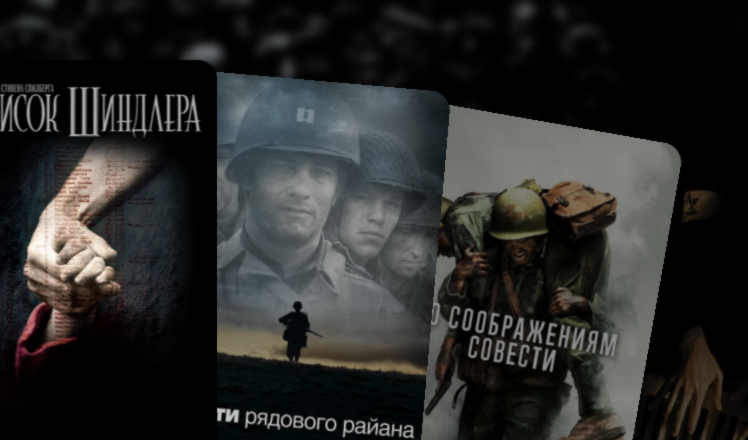 СТИВЕНА СПИЛБЕРГА
ИСОК ШИНДЛЕРА
ТИ рядового райана
О СООБРАЖЕНИЯМ
СОВЕСТИ